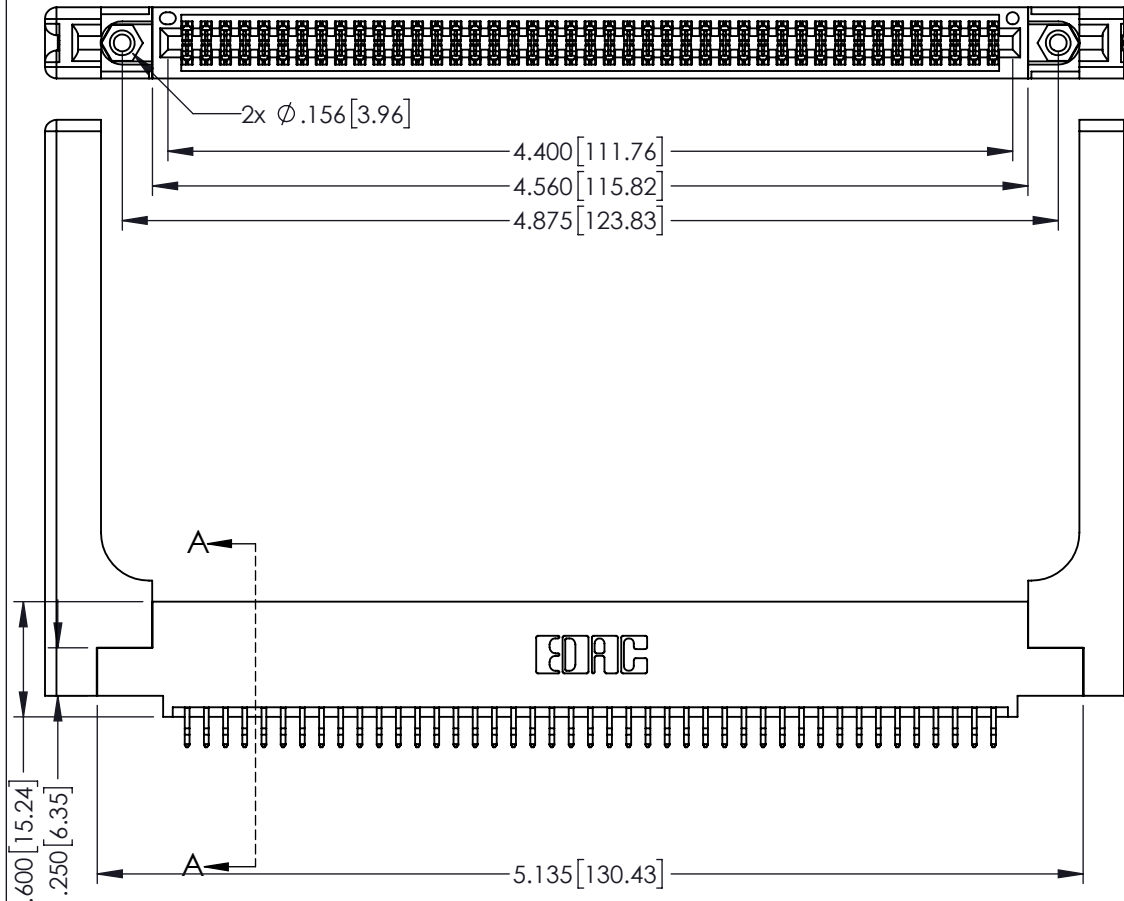 2x Ø.156[3.96]
4.400[111.76]
4.560[115.82]
4.875[123.83]
A
EDAC
A
.600[15.24]
.250[6.35]
5.135[130.43]